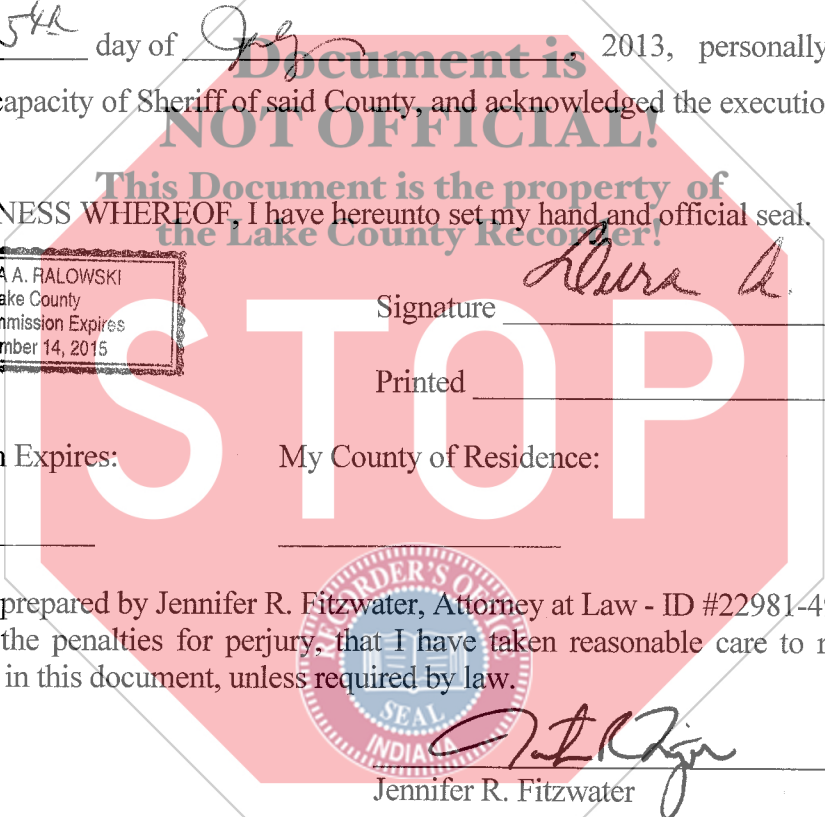 5th day of July, 2013, personally
Document is
capacity of Sheriff of said County, and acknowledged the executio
NOT OFFICIAL!
This Document is the property of
NESS WHEREOF, I have hereunto set my hand and official seal.
the Lake County Recorder!
A A. RALOWSKI
ake County
mmission Expires
mber 14, 2015
Signature
STOP
Printed
n Expires:
My County of Residence:
RECORDER'S OFFICE
prepared by Jennifer R. Fitzwater, Attorney at Law - ID #22981-4
the penalties for perjury, that I have taken reasonable care to r
in this document, unless required by law.
SEAL
INDIANA
Jennifer R. Fitzwater